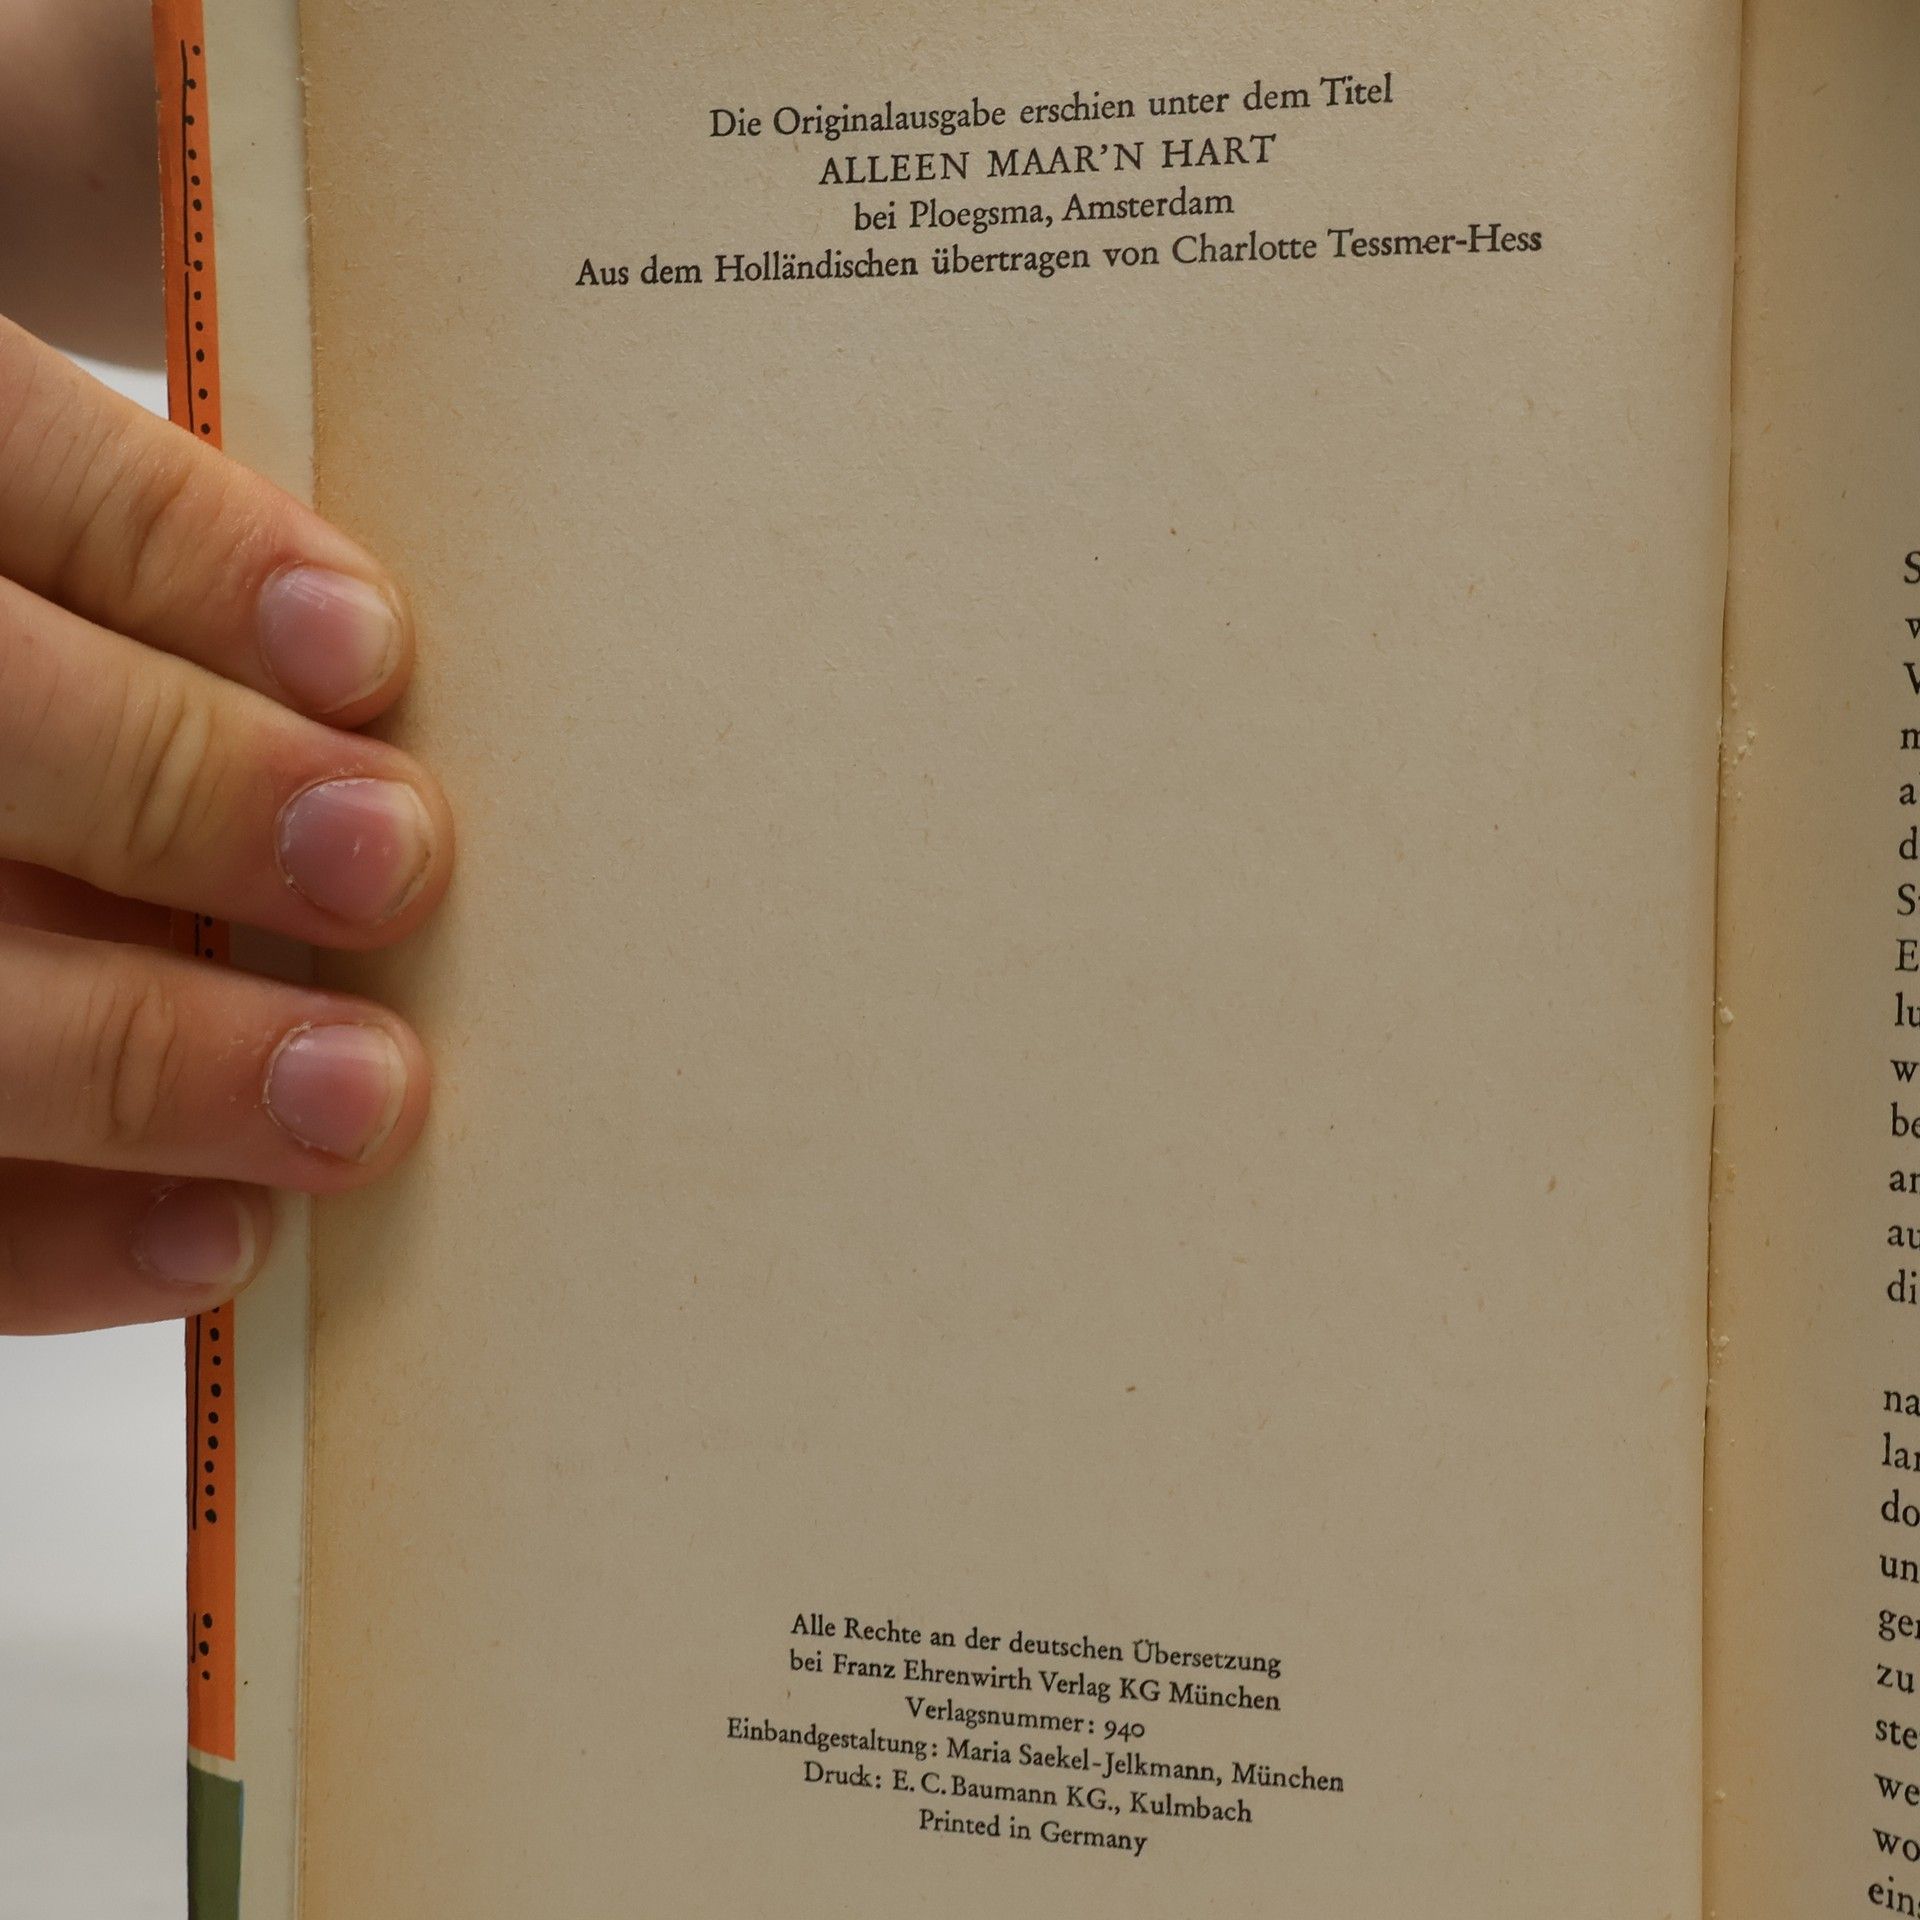 Die Originalausgabe erschien unter dem Titel
ALLEEN MAAR'N HART
bei Ploegsma, Amsterdam
Aus dem Holländischen übertragen von Charlotte Tessmer-Hess
Alle Rechte an der deutschen Übersetzung
bei Franz Ehrenwirth Verlag KG München
Verlagsnummer: 940
Einbandgestaltung: Maria Saekel-Jelkmann, München
Druck: E. C. Baumann KG., Kulmbach
Printed in Germany